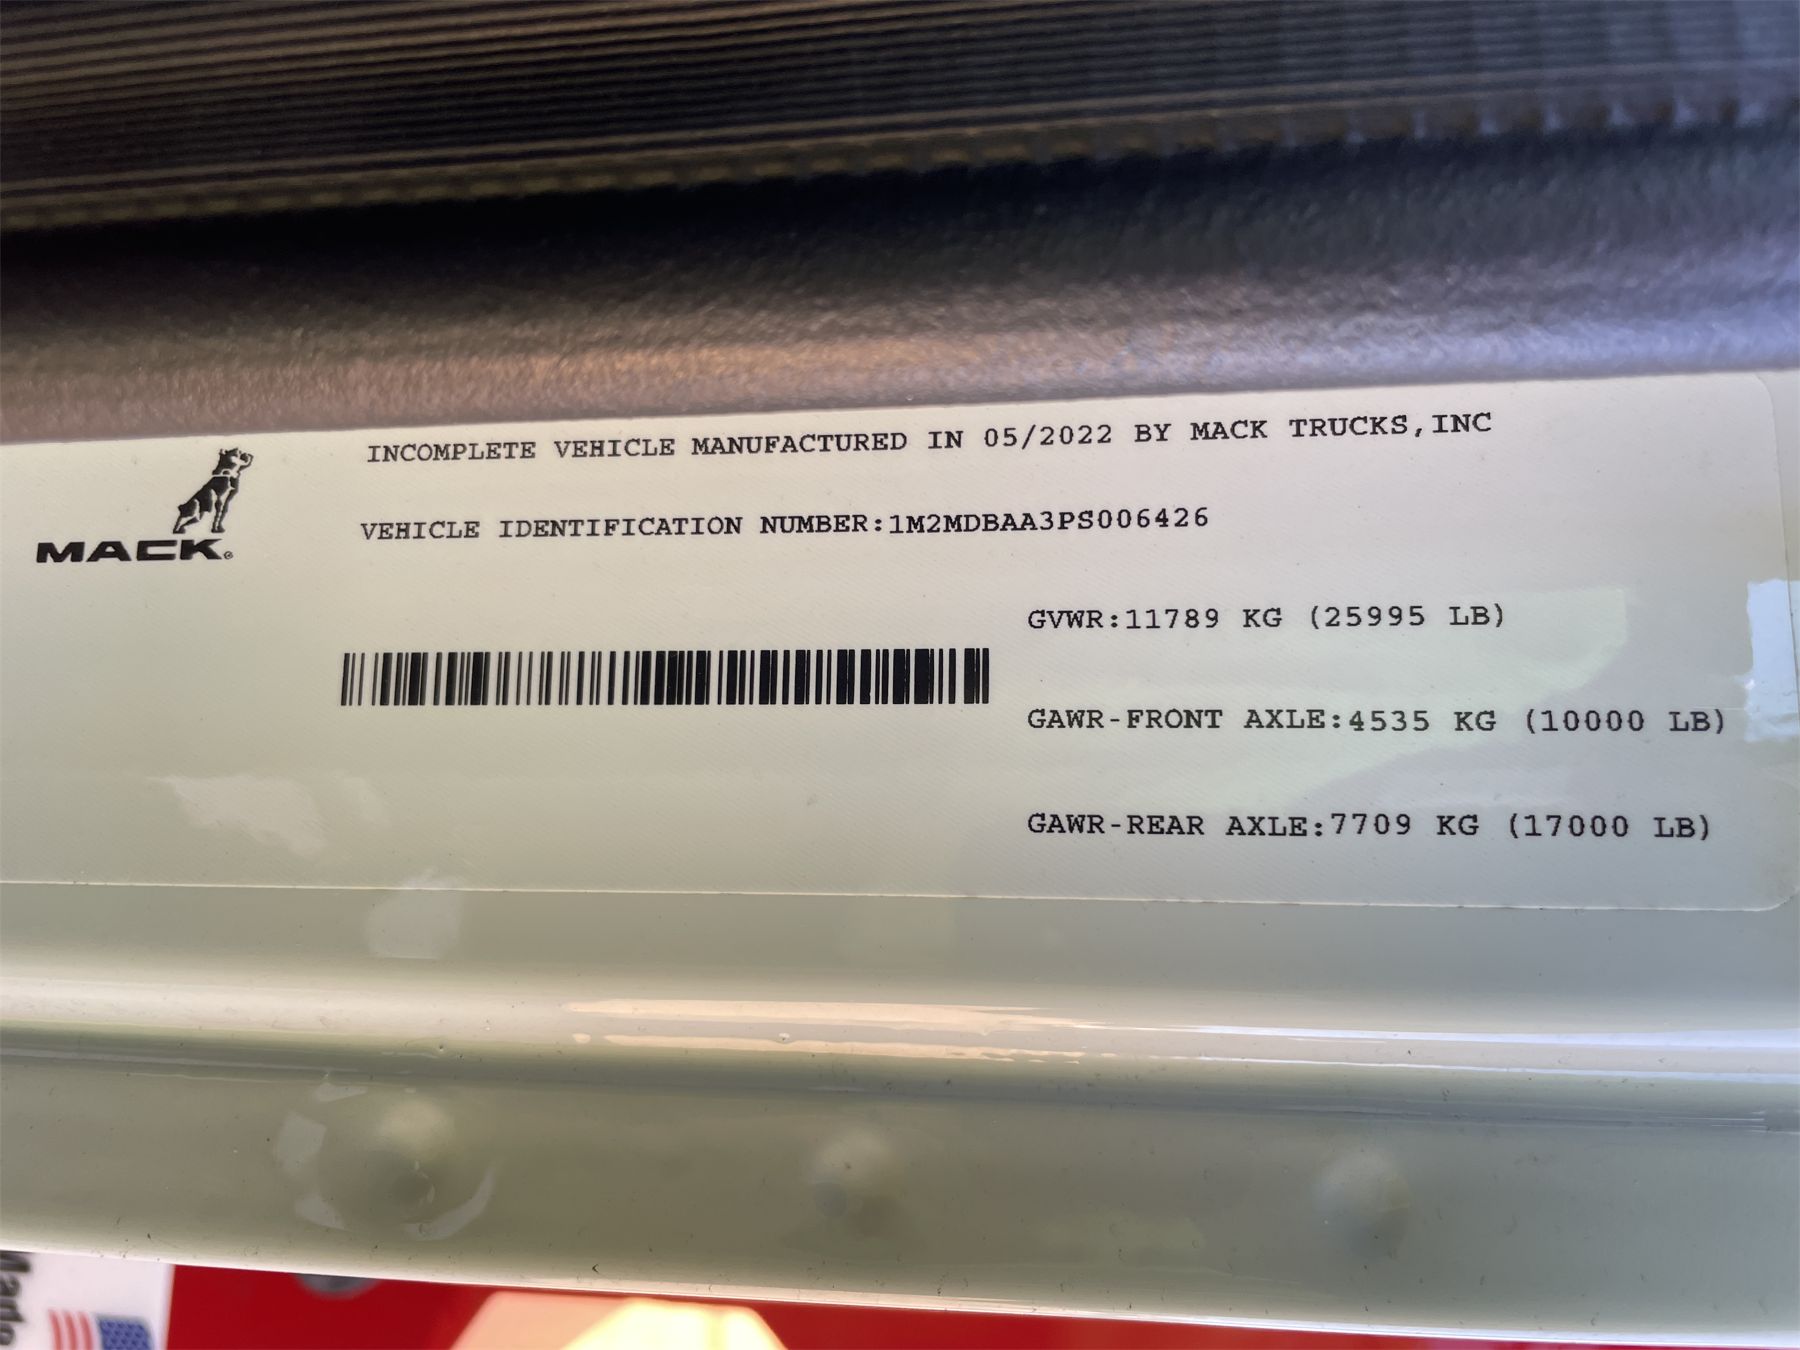 INCOMPLETE VEHICLE MANUFACTURED IN 05/2022 BY MACK TRUCKS,INC
MACK®
VEHICLE IDENTIFICATION NUMBER:1M2MDBAA3PS006426
GVWR:11789 KG (25995 LB)
GAWR-FRONT AXLE:4535 KG (10000 LB)
GAWR-REAR AXLE:7709 KG (17000 LB)
Made